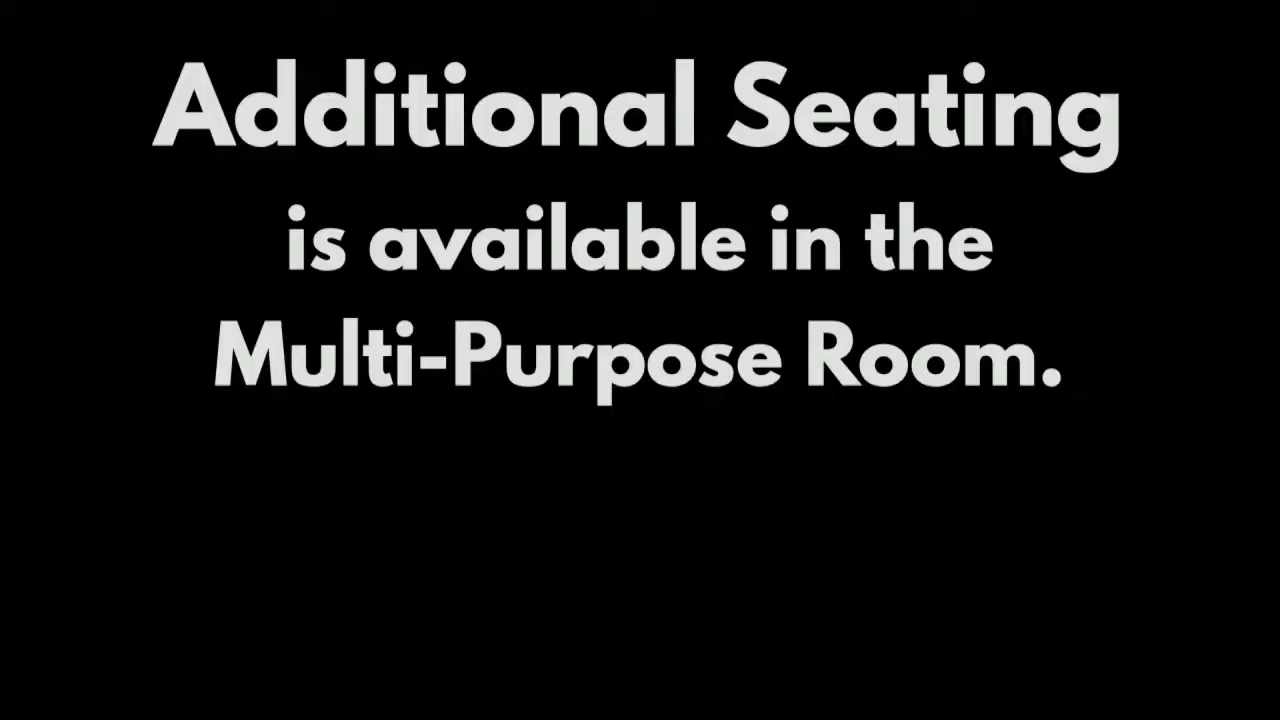 Additional Seating
is available in the
Multi-Purpose Room.